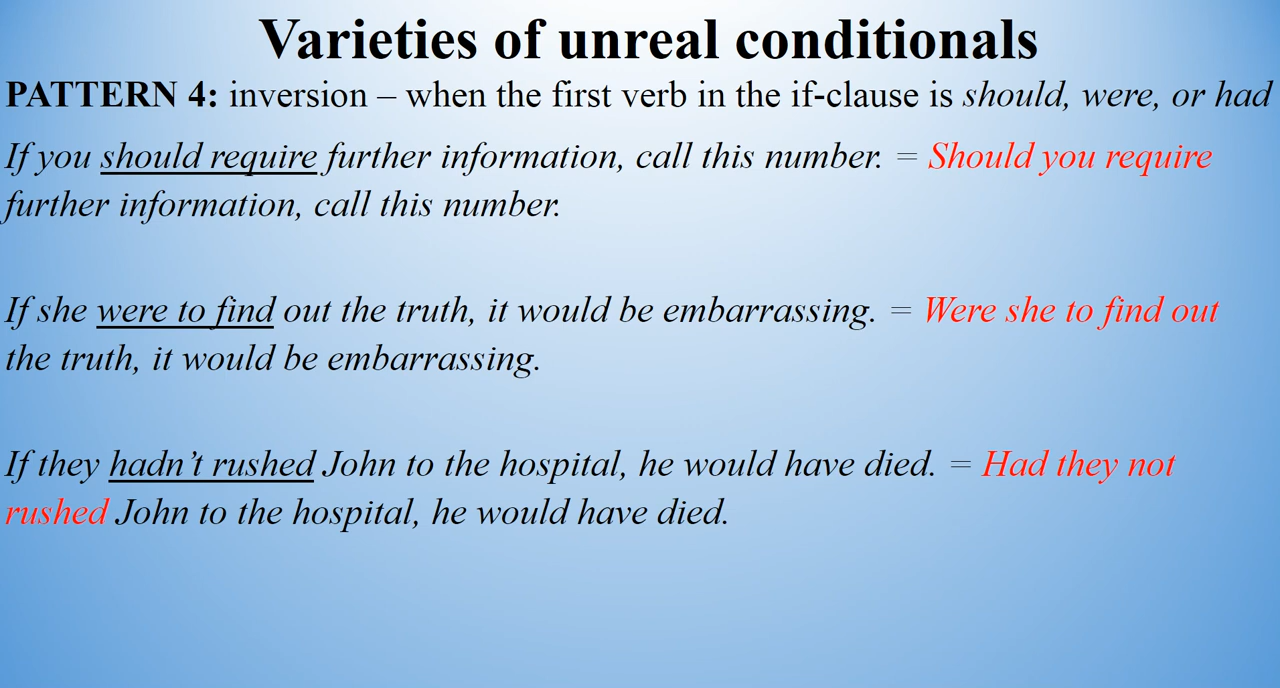 Varieties of unreal conditionals
PATTERN 4: inversion – when the first verb in the if-clause is should, were, or had
If you should require further information, call this number. = Should you require
further information, call this number.
If she were to find out the truth, it would be embarrassing. = Were she to find out
the truth, it would be embarrassing.
If they hadn’t rushed John to the hospital, he would have died. = Had they not
rushed John to the hospital, he would have died.